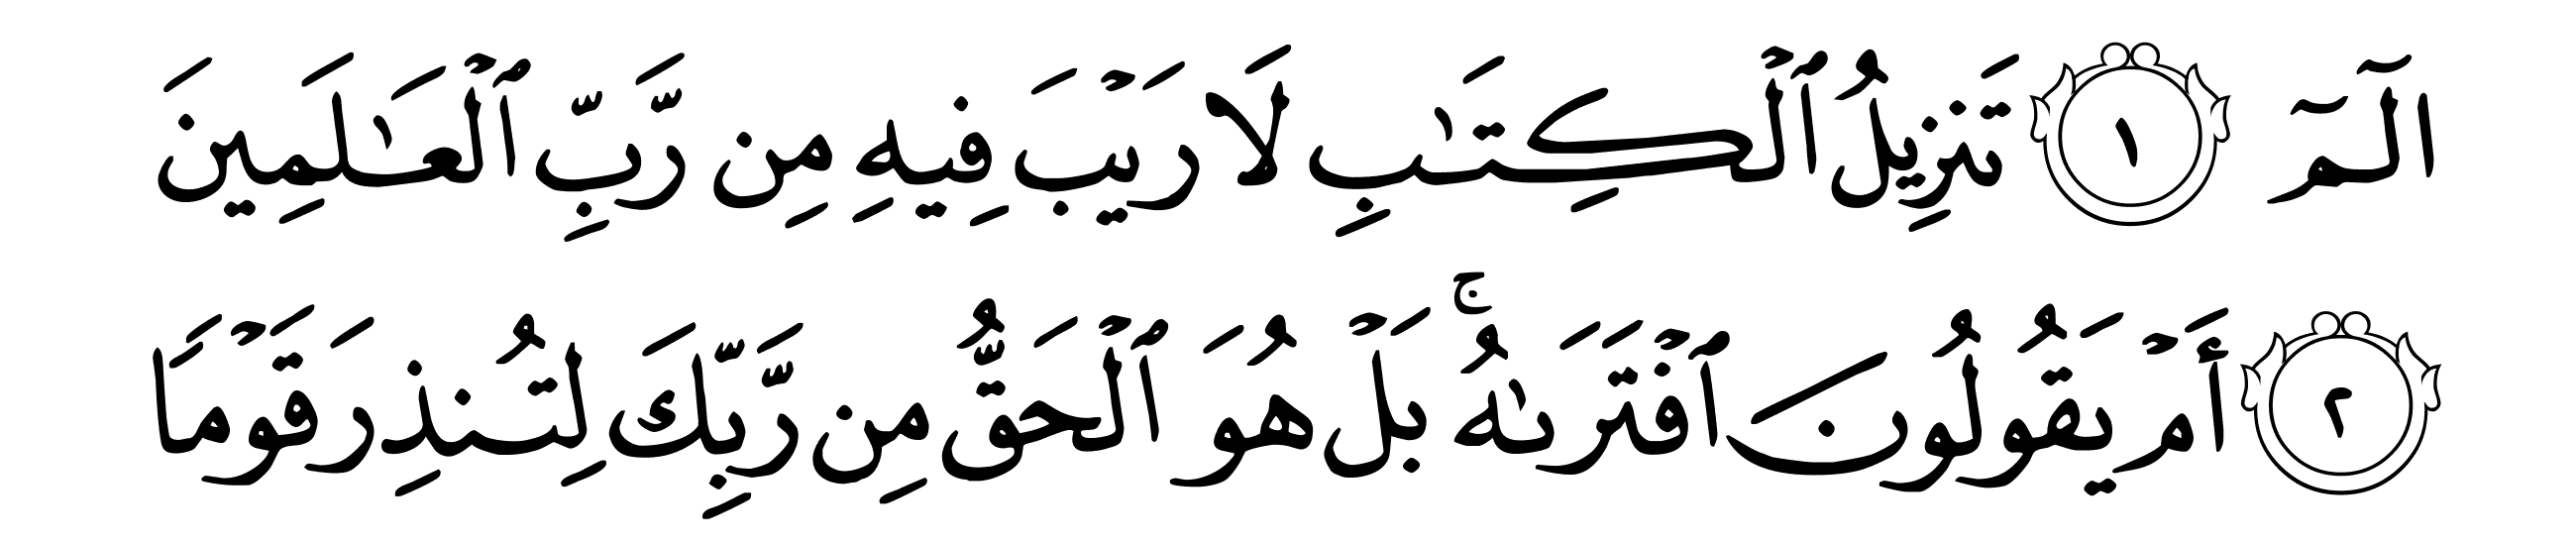 الٓمٓ ١ تَنزِيلُ ٱلْكِتَـٰبِ لَا رَيْبَ فِيهِ مِن رَّبِّ ٱلْعَـٰلَمِينَ
٢ أَمْ يَقُولُونَ ٱفْتَرَىٰهُ ۚ بَلْ هُوَ ٱلْحَقُّ مِن رَّبِّكَ لِتُنذِرَ قَوْمًا